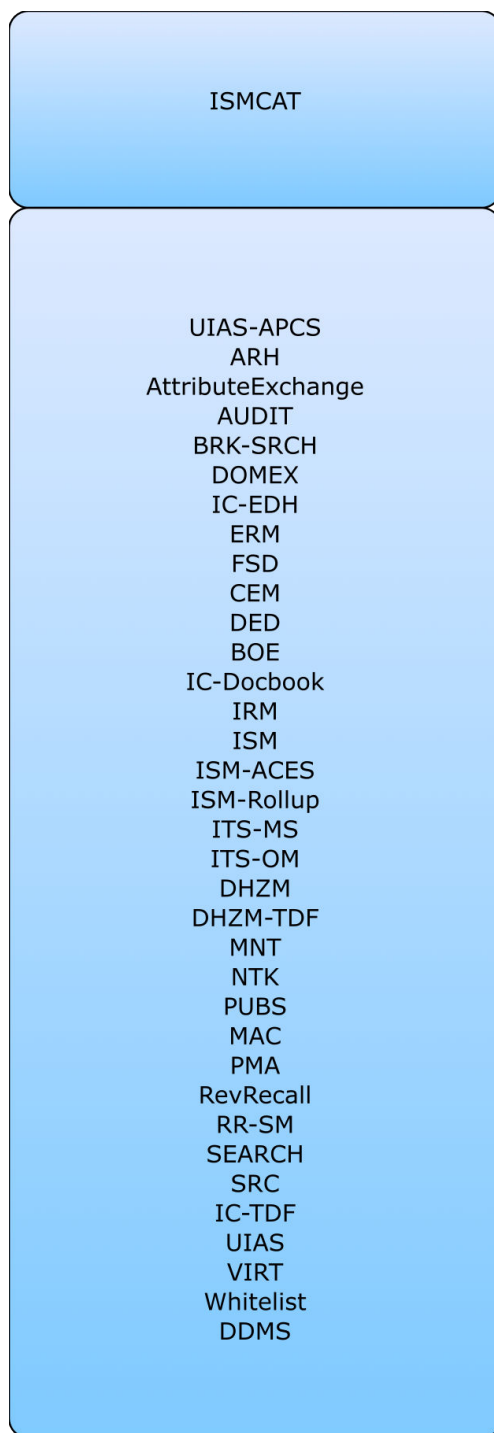 ISMCAT
UIAS-APCS
ARH
AttributeExchange
AUDIT
BRK-SRCH
DOMEX
IC-EDH
ERM
FSD
CEM
DED
BOE
IC-Docbook
IRM
ISM
ISM-ACES
ISM-Rollup
ITS-MS
ITS-OM
DHZM
DHZM-TDF
MNT
NTK
PUBS
MAC
PMA
RevRecall
RR-SM
SEARCH
SRC
IC-TDF
UIAS
VIRT
Whitelist
DDMS